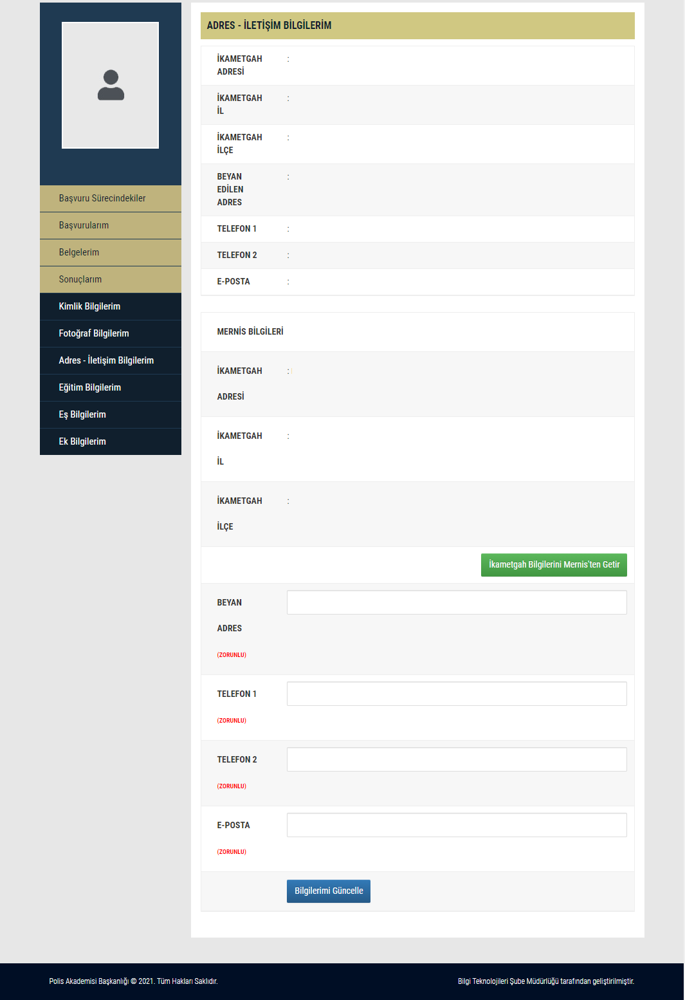 Başvuru Sürecindekiler
Başvurularım
Belgelerim
Sonuçlarım
Kimlik Bilgilerim
Fotoğraf Bilgilerim
Adres - İletişim Bilgilerim
Eğitim Bilgilerim
Eş Bilgilerim
Ek Bilgilerim
ADRES - İLETİŞİM BİLGİLERİM
İKAMETGAH :
ADRESİ
İKAMETGAH :
İL
İKAMETGAH :
İLÇE
BEYAN :
EDİLEN
ADRES
TELEFON 1 :
TELEFON 2 :
E-POSTA :
MERNİS BİLGİLERİ
İKAMETGAH :
ADRESİ
İKAMETGAH :
İL
İKAMETGAH :
İLÇE
İkametgah Bilgilerini Mernis'ten Getir
BEYAN
ADRES
(ZORUNLU)
TELEFON 1
(ZORUNLU)
TELEFON 2
(ZORUNLU)
E-POSTA
(ZORUNLU)
Bilgilerimi Güncelle
Polis Akademisi Başkanlığı © 2021. Tüm Hakları Saklıdır.
Bilgi Teknolojileri Şube Müdürlüğü tarafından geliştirilmiştir.